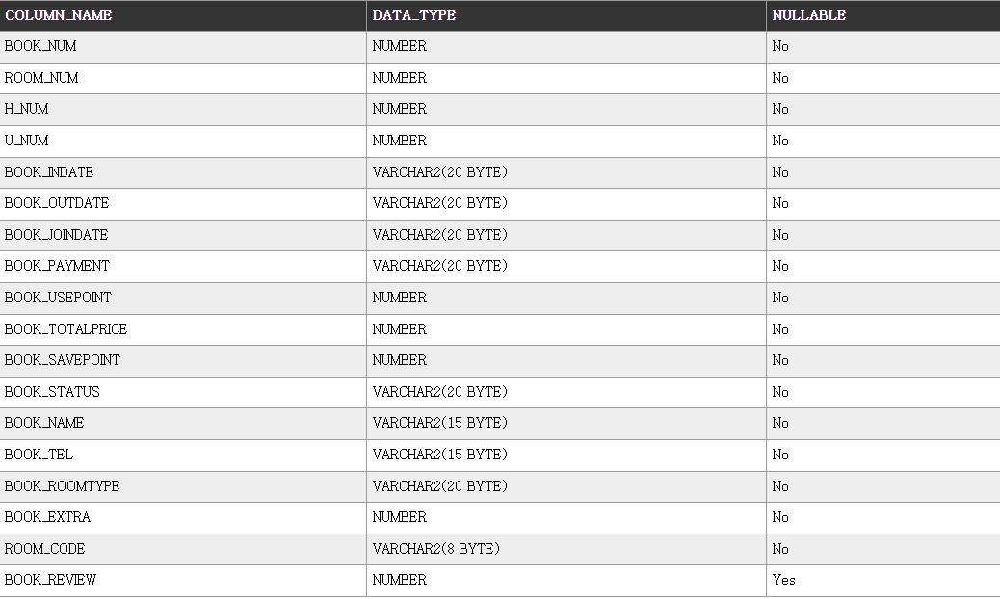 COLUMN_NAME DATA_TYPE NULLABLE
BOOK_NUM NUMBER No
ROOM_NUM NUMBER No
H_NUM NUMBER No
U_NUM NUMBER No
BOOK_INDATE VARCHAR2(20 BYTE) No
BOOK_OUTDATE VARCHAR2(20 BYTE) No
BOOK_JOINDATE VARCHAR2(20 BYTE) No
BOOK_PAYMENT VARCHAR2(20 BYTE) No
BOOK_USEPOINT NUMBER No
BOOK_TOTALPRICE NUMBER No
BOOK_SAVEPOINT NUMBER No
BOOK_STATUS VARCHAR2(20 BYTE) No
BOOK_NAME VARCHAR2(15 BYTE) No
BOOK_TEL VARCHAR2(15 BYTE) No
BOOK_ROOMTYPE VARCHAR2(20 BYTE) No
BOOK_EXTRA NUMBER No
ROOM_CODE VARCHAR2(8 BYTE) No
BOOK_REVIEW NUMBER Yes